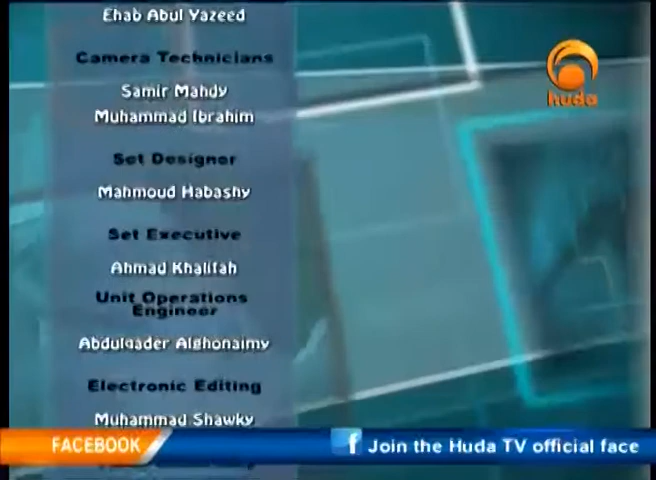 Ehab Abul Yazeed
Camera Technicians
Samir Mahdy
Muhammad Ibrahim
Set Designer
Mahmoud Habashy
Set Executive
Ahmad Khalifah
Unit Operations
Engineer
Abdulqader Alghonaimy
Electronic Editing
Muhammad Shawky
huda
FACEBOOK
f Join the Huda TV official face